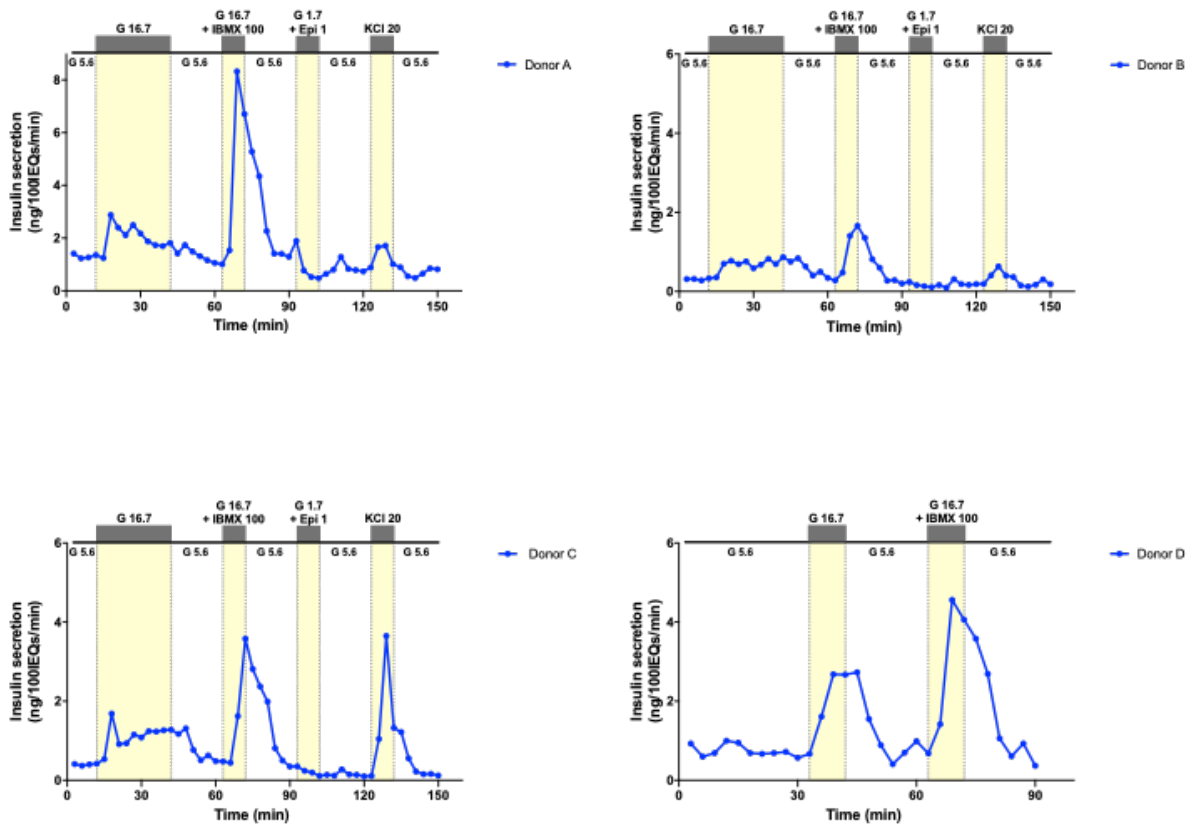 G 16.7
G 16.7 + IBMX 100
G 1.7 + Epi 1
KCl 20
G 5.6
G 5.6
G 5.6
G 5.6
G 5.6
Donor A
Insulin secretion
(ng/100IEQs/min)
8
6
4
2
0
0 30 60 90 120 150
Time (min)
G 16.7
G 16.7 + IBMX 100
G 1.7 + Epi 1
KCl 20
G 5.6
G 5.6
G 5.6
G 5.6
G 5.6
Donor B
Insulin secretion
(ng/100IEQs/min)
6
4
2
0
0 30 60 90 120 150
Time (min)
G 16.7
G 16.7 + IBMX 100
G 1.7 + Epi 1
KCl 20
G 5.6
G 5.6
G 5.6
G 5.6
G 5.6
Donor C
Insulin secretion
(ng/100IEQs/min)
6
4
2
0
0 30 60 90 120 150
Time (min)
G 16.7
G 16.7 + IBMX 100
G 5.6
G 5.6
G 5.6
Donor D
Insulin secretion
(ng/100IEQs/min)
6
4
2
0
0 30 60 90
Time (min)